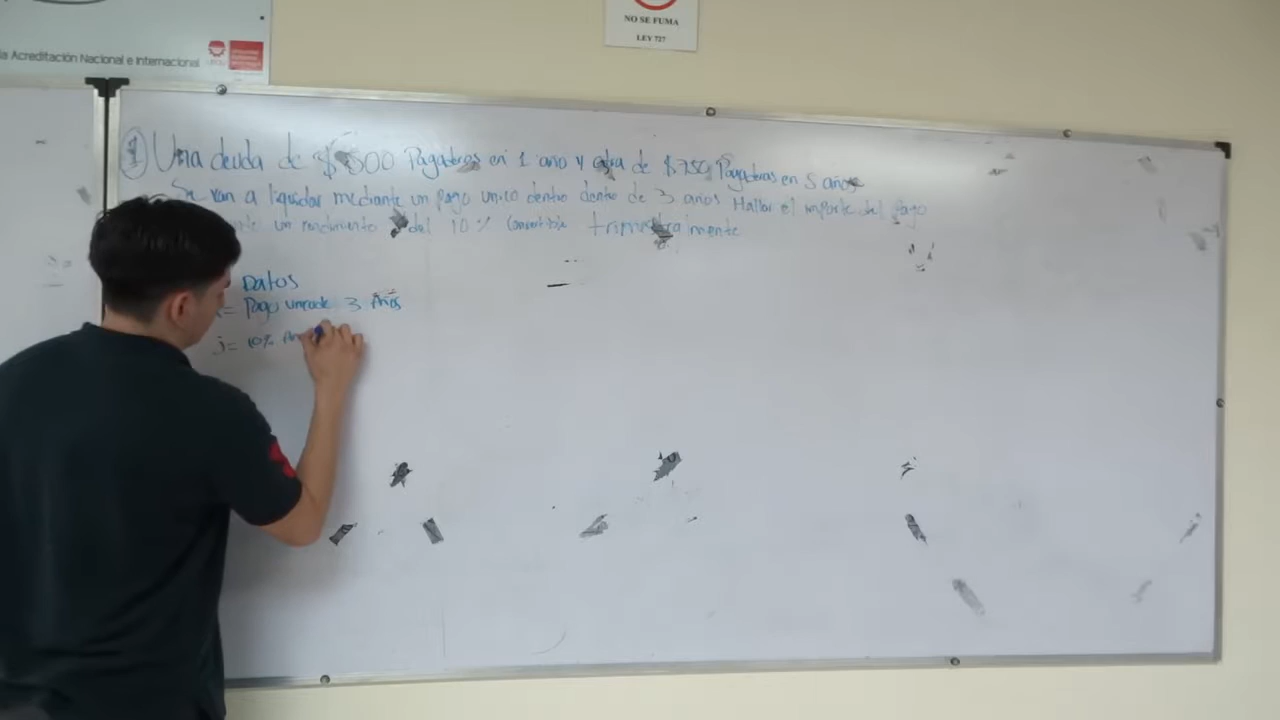 la Acreditación Nacional e Internacional
NO SE FUMA
LEY 727
1 Una deuda de $ 500 Pagaderos en 1 año y otra de $750 Pagaderas en 5 años
Se van a liquidar mediante un pago unico dentro dentro de 3 años Hallar el importe del pago
un rendimiento del 10% convertible trimestralmente
Datos
= Pago unico de 3 Años
j= 10%